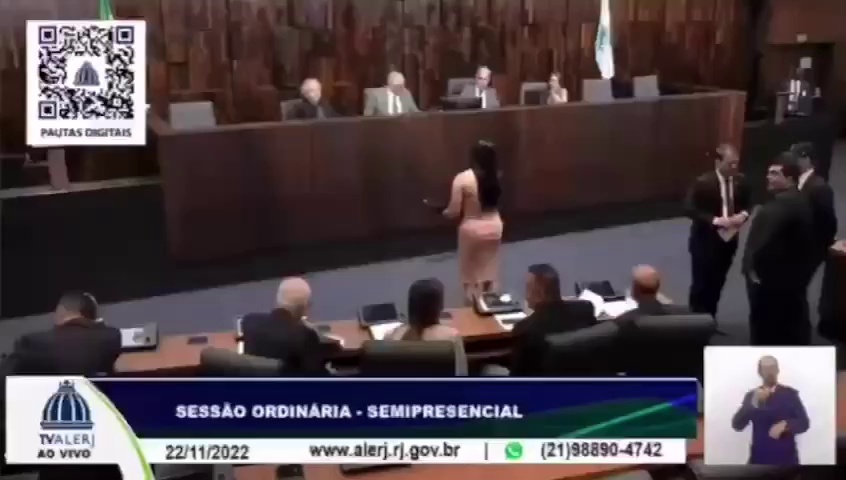 PAUTAS DIGITAIS
SESSÃO ORDINÁRIA - SEMIPRESENCIAL
TVALERJ
AO VIVO
22/11/2022 www.alerj.rj.gov.br | (21)98890-4742